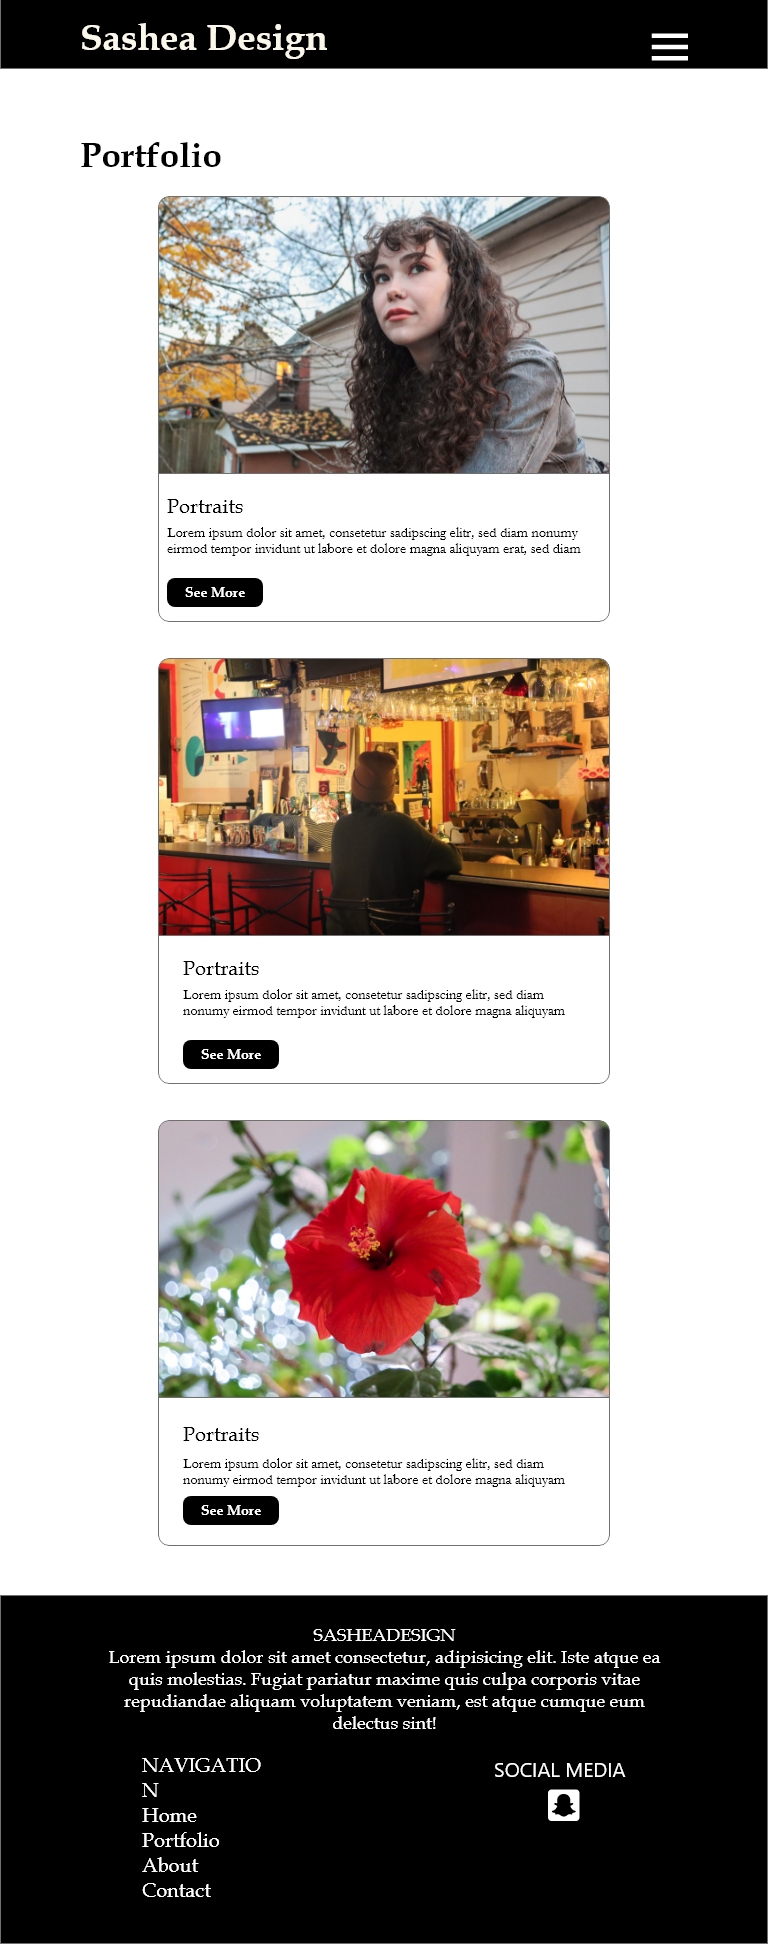 Sashea Design
Portfolio
Portraits
Lorem ipsum dolor sit amet, consetetur sadipscing elitr, sed diam nonumy
eirmod tempor invidunt ut labore et dolore magna aliquyam erat, sed diam
See More
Portraits
Lorem ipsum dolor sit amet, consetetur sadipscing elitr, sed diam
nonumy eirmod tempor invidunt ut labore et dolore magna aliquyam
See More
Portraits
Lorem ipsum dolor sit amet, consetetur sadipscing elitr, sed diam
nonumy eirmod tempor invidunt ut labore et dolore magna aliquyam
See More
SASHEADESIGN
Lorem ipsum dolor sit amet consectetur, adipisicing elit. Iste atque ea
quis molestias. Fugiat pariatur maxime quis culpa corporis vitae
repudiandae aliquam voluptatem veniam, est atque cumque eum
delectus sint!
NAVIGATIO
N
Home
Portfolio
About
Contact
SOCIAL MEDIA